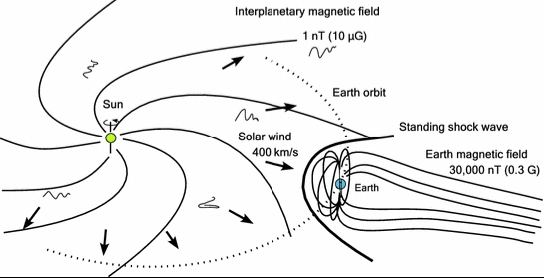 Interplanetary magnetic field
1 nT (10 µG)
Earth orbit
Sun
Standing shock wave
Solar wind
400 km/s
Earth magnetic field
30,000 nT (0.3 G)
Earth